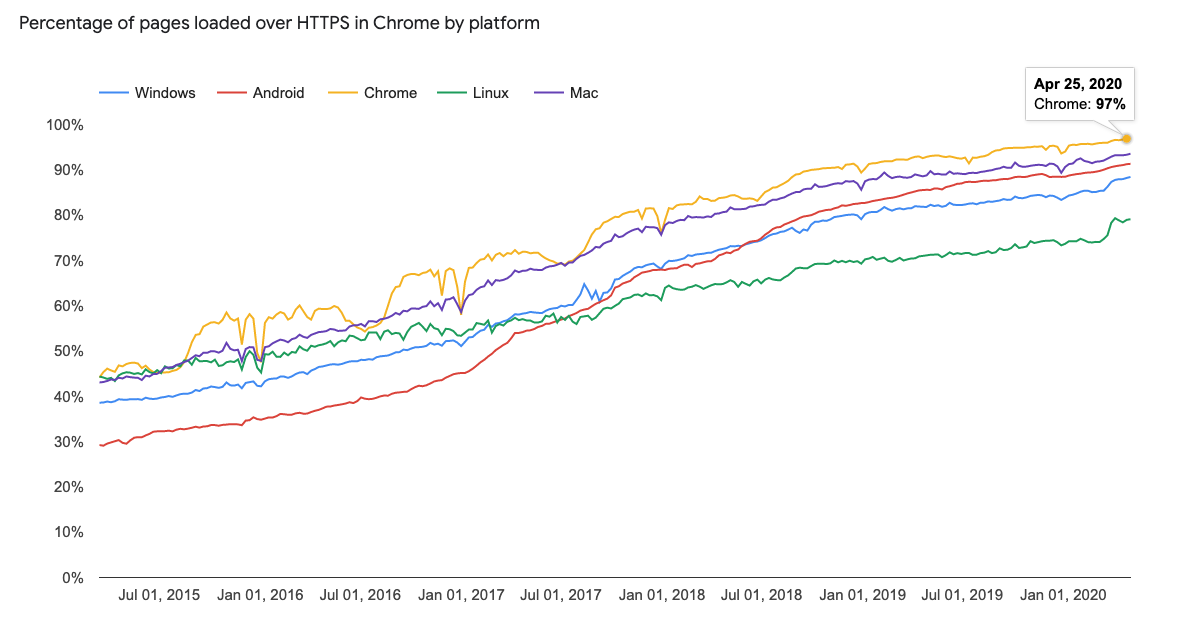 Percentage of pages loaded over HTTPS in Chrome by platform
Windows Android Chrome Linux Mac
Apr 25, 2020
Chrome: 97%
100%
90%
80%
70%
60%
50%
40%
30%
20%
10%
0%
Jul 01, 2015 Jan 01, 2016 Jul 01, 2016 Jan 01, 2017 Jul 01, 2017 Jan 01, 2018 Jul 01, 2018 Jan 01, 2019 Jul 01, 2019 Jan 01, 2020